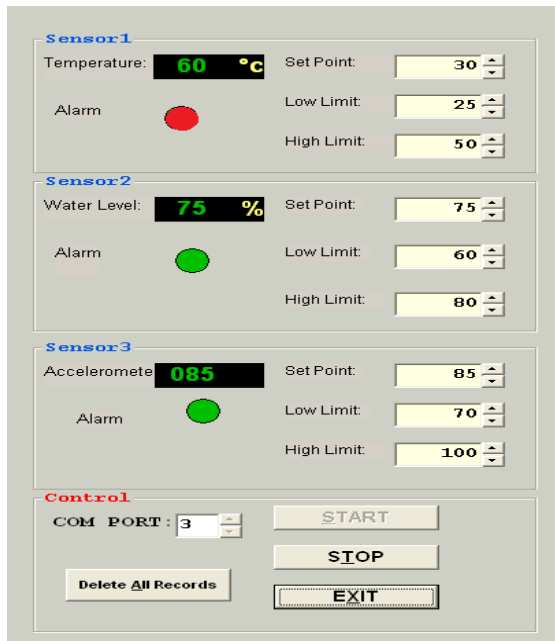 Sensor1
Temperature: 60 °c Set Point: 30
Alarm Low Limit: 25
High Limit: 50
Sensor2
Water Level: 75 % Set Point: 75
Alarm Low Limit: 60
High Limit: 80
Sensor3
Acceleromete 085 Set Point: 85
Alarm Low Limit: 70
High Limit: 100
Control
COM PORT: 3 START
STOP
Delete All Records
EXIT